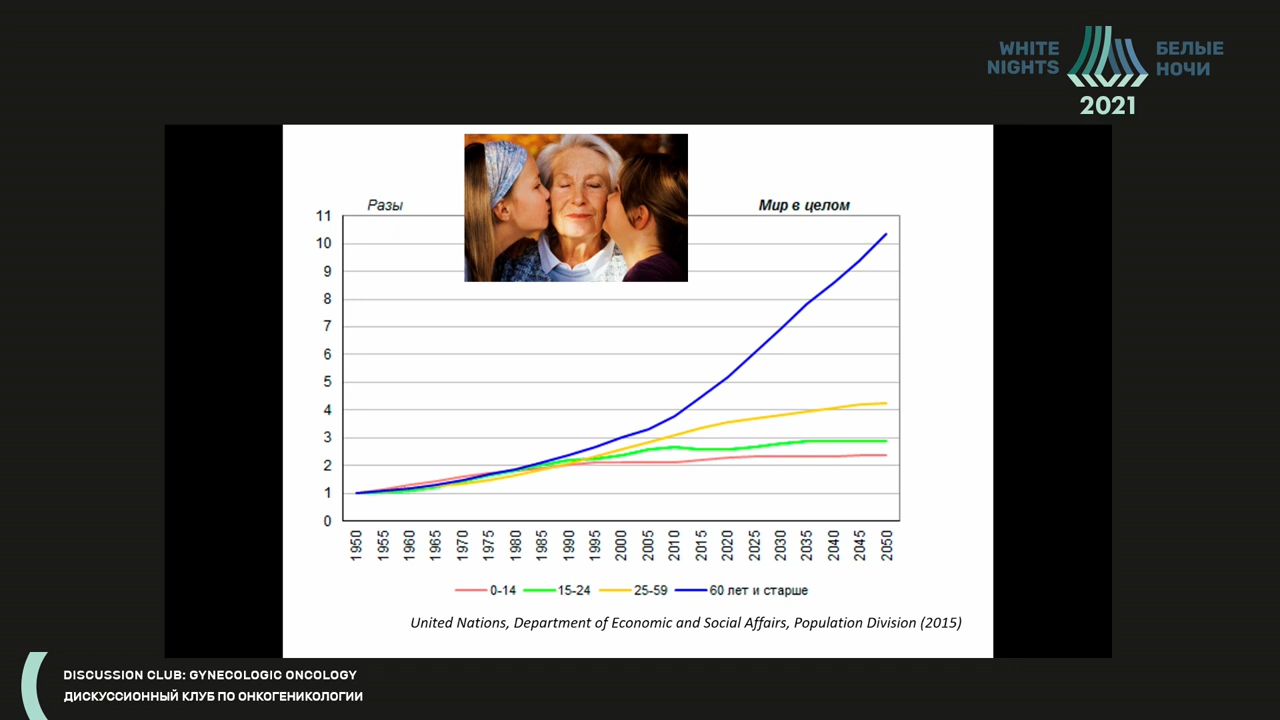 WHITE
NIGHTS
БЕЛЫЕ
НОЧИ
2021
Разы
Мир в целом
11
10
9
8
7
6
5
4
3
2
1
0
1950 1955 1960 1965 1970 1975 1980 1985 1990 1995 2000 2005 2010 2015 2020 2025 2030 2035 2040 2045 2050
0-14 15-24 25-59 60 лет и старше
United Nations, Department of Economic and Social Affairs, Population Division (2015)
DISCUSSION CLUB: GYNECOLOGIC ONCOLOGY
ДИСКУССИОННЫЙ КЛУБ ПО ОНКОГЕНИКОЛОГИИ